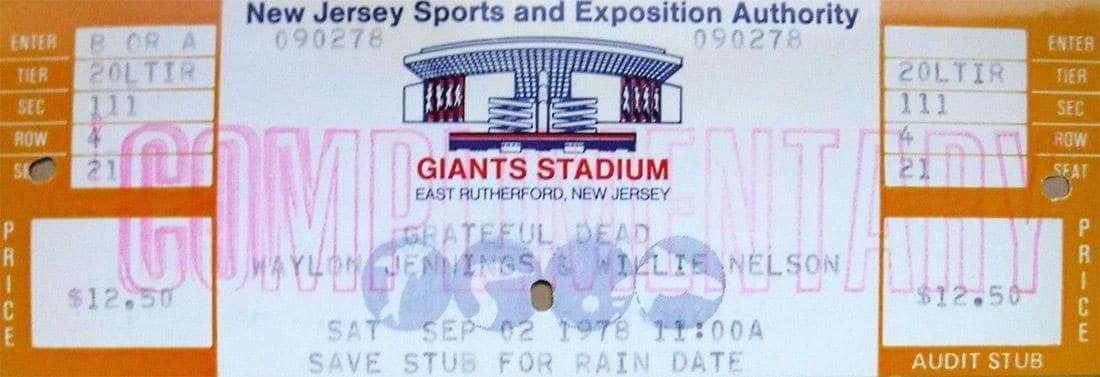 New Jersey Sports and Exposition Authority
090278 090278
ENTER B OR A
TIER 20LTIR
SEC 111
ROW 4
21
PRICE
$12.50
GIANTS STADIUM
EAST RUTHERFORD, NEW JERSEY
COMPLIMENTARY
GRATEFUL DEAD
WAYLON JENNINGS & WILLIE NELSON
SAT SEP 02 1978 11:00A
SAVE STUB FOR RAIN DATE
ENTER
20LTIR TIER
111 SEC
4 ROW
21 SEAT
PRICE
$12.50
AUDIT STUB